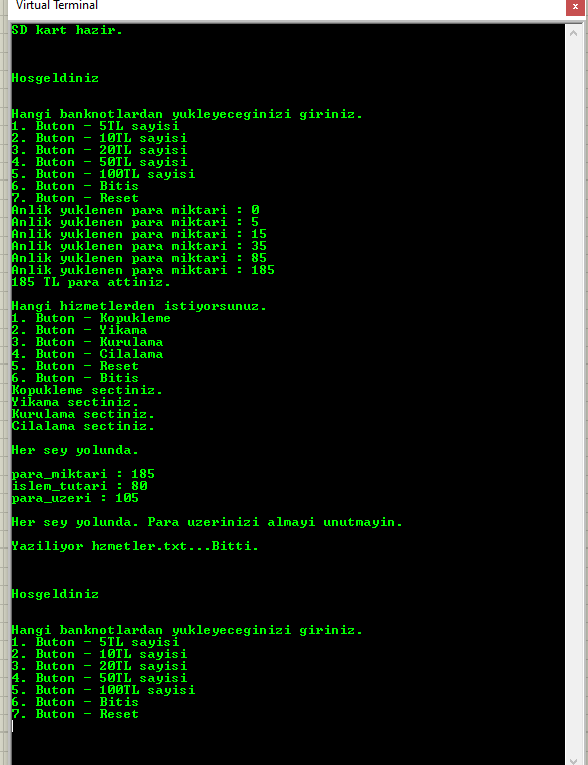 Virtual Terminal
x
SD kart hazir.
Hosgeldiniz
Hangi banknotlardan yukleyeceginizi giriniz.
1. Buton - 5TL sayisi
2. Buton - 10TL sayisi
3. Buton - 20TL sayisi
4. Buton - 50TL sayisi
5. Buton - 100TL sayisi
6. Buton - Bitis
7. Buton - Reset
Anlik yuklenen para miktari : 0
Anlik yuklenen para miktari : 5
Anlik yuklenen para miktari : 15
Anlik yuklenen para miktari : 35
Anlik yuklenen para miktari : 85
Anlik yuklenen para miktari : 185
185 TL para attiniz.
Hangi hizmetlerden istiyorsunuz.
1. Buton - Kopukleme
2. Buton - Yikama
3. Buton - Kurulama
4. Buton - Cilalama
5. Buton - Reset
6. Buton - Bitis
Kopukleme sectiniz.
Yikama sectiniz.
Kurulama sectiniz.
Cilalama sectiniz.
Her sey yolunda.
para_miktari : 185
islem_tutari : 80
para_uzeri : 105
Her sey yolunda. Para uzerinizi almayi unutmayin.
Yaziliyor hzmetler.txt...Bitti.
Hosgeldiniz
Hangi banknotlardan yukleyeceginizi giriniz.
1. Buton - 5TL sayisi
2. Buton - 10TL sayisi
3. Buton - 20TL sayisi
4. Buton - 50TL sayisi
5. Buton - 100TL sayisi
6. Buton - Bitis
7. Buton - Reset